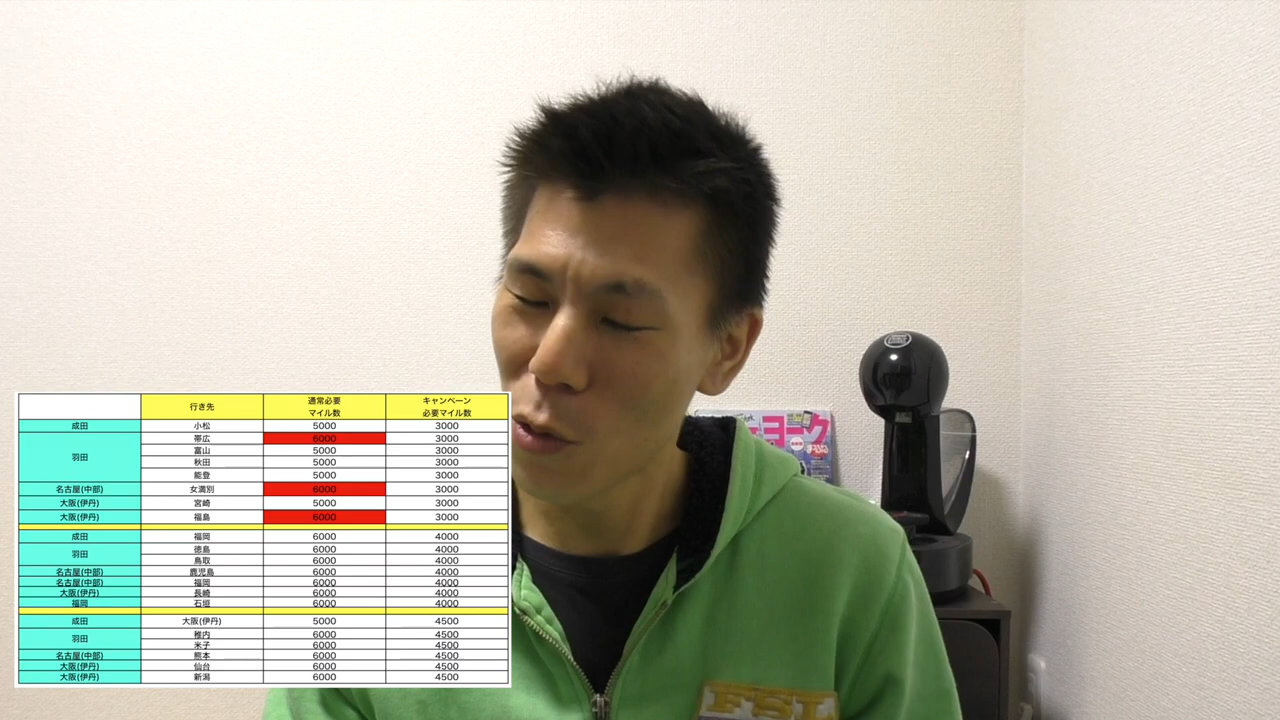 行き先 通常必要 キャンペーン
マイル数 必要マイル数
成田 小松 5000 3000
帯広 6000 3000
羽田 富山 5000 3000
秋田 5000 3000
能登 5000 3000
名古屋(中部) 女満別 6000 3000
大阪(伊丹) 宮崎 5000 3000
大阪(伊丹) 福島 6000 3000
成田 福岡 6000 4000
羽田 徳島 6000 4000
鳥取 6000 4000
名古屋(中部) 鹿児島 6000 4000
名古屋(中部) 福岡 6000 4000
大阪(伊丹) 長崎 6000 4000
福岡 石垣 6000 4000
成田 大阪(伊丹) 5000 4500
羽田 稚内 6000 4500
米子 6000 4500
名古屋(中部) 熊本 6000 4500
大阪(伊丹) 仙台 6000 4500
大阪(伊丹) 新潟 6000 4500
ヨーク
FSL